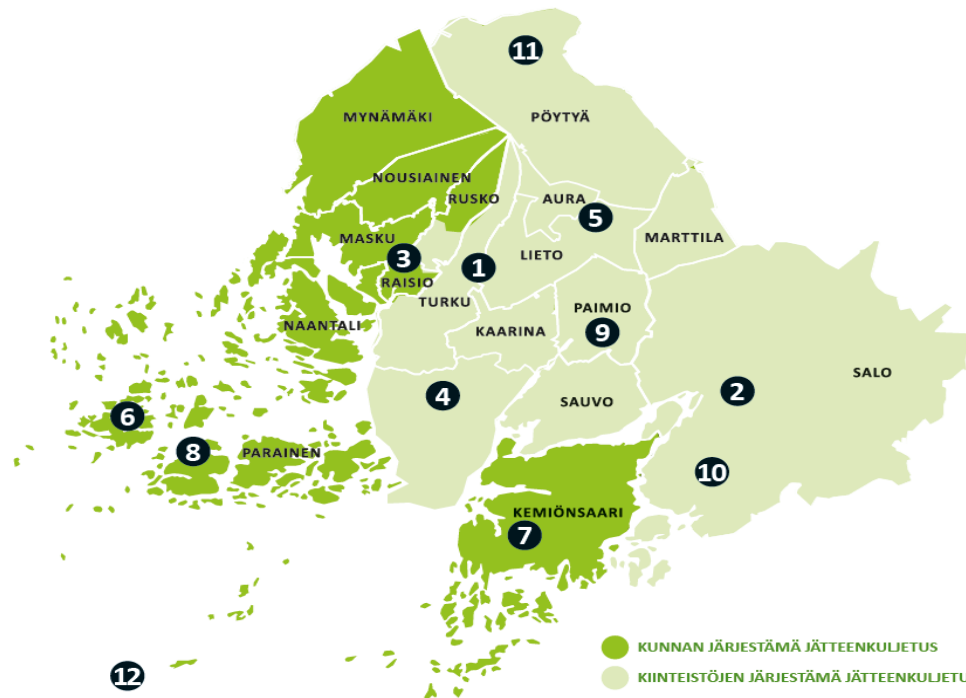 11
MYNÄMÄKI
PÖYTYÄ
NOUSIAINEN
RUSKO
AURA
5
MASKU
MARTTILA
3
LIETO
1
RAISIO
TURKU
PAIMIO
NAANTALI
KAARINA
9
SALO
2
4
SAUVO
6
8
PARAINEN
10
KEMIÖNSAARI
7
KUNNAN JÄRJESTÄMÄ JÄTTEENKULJETUS
12
KIINTEISTÖJEN JÄRJESTÄMÄ JÄTTEENKULJETU